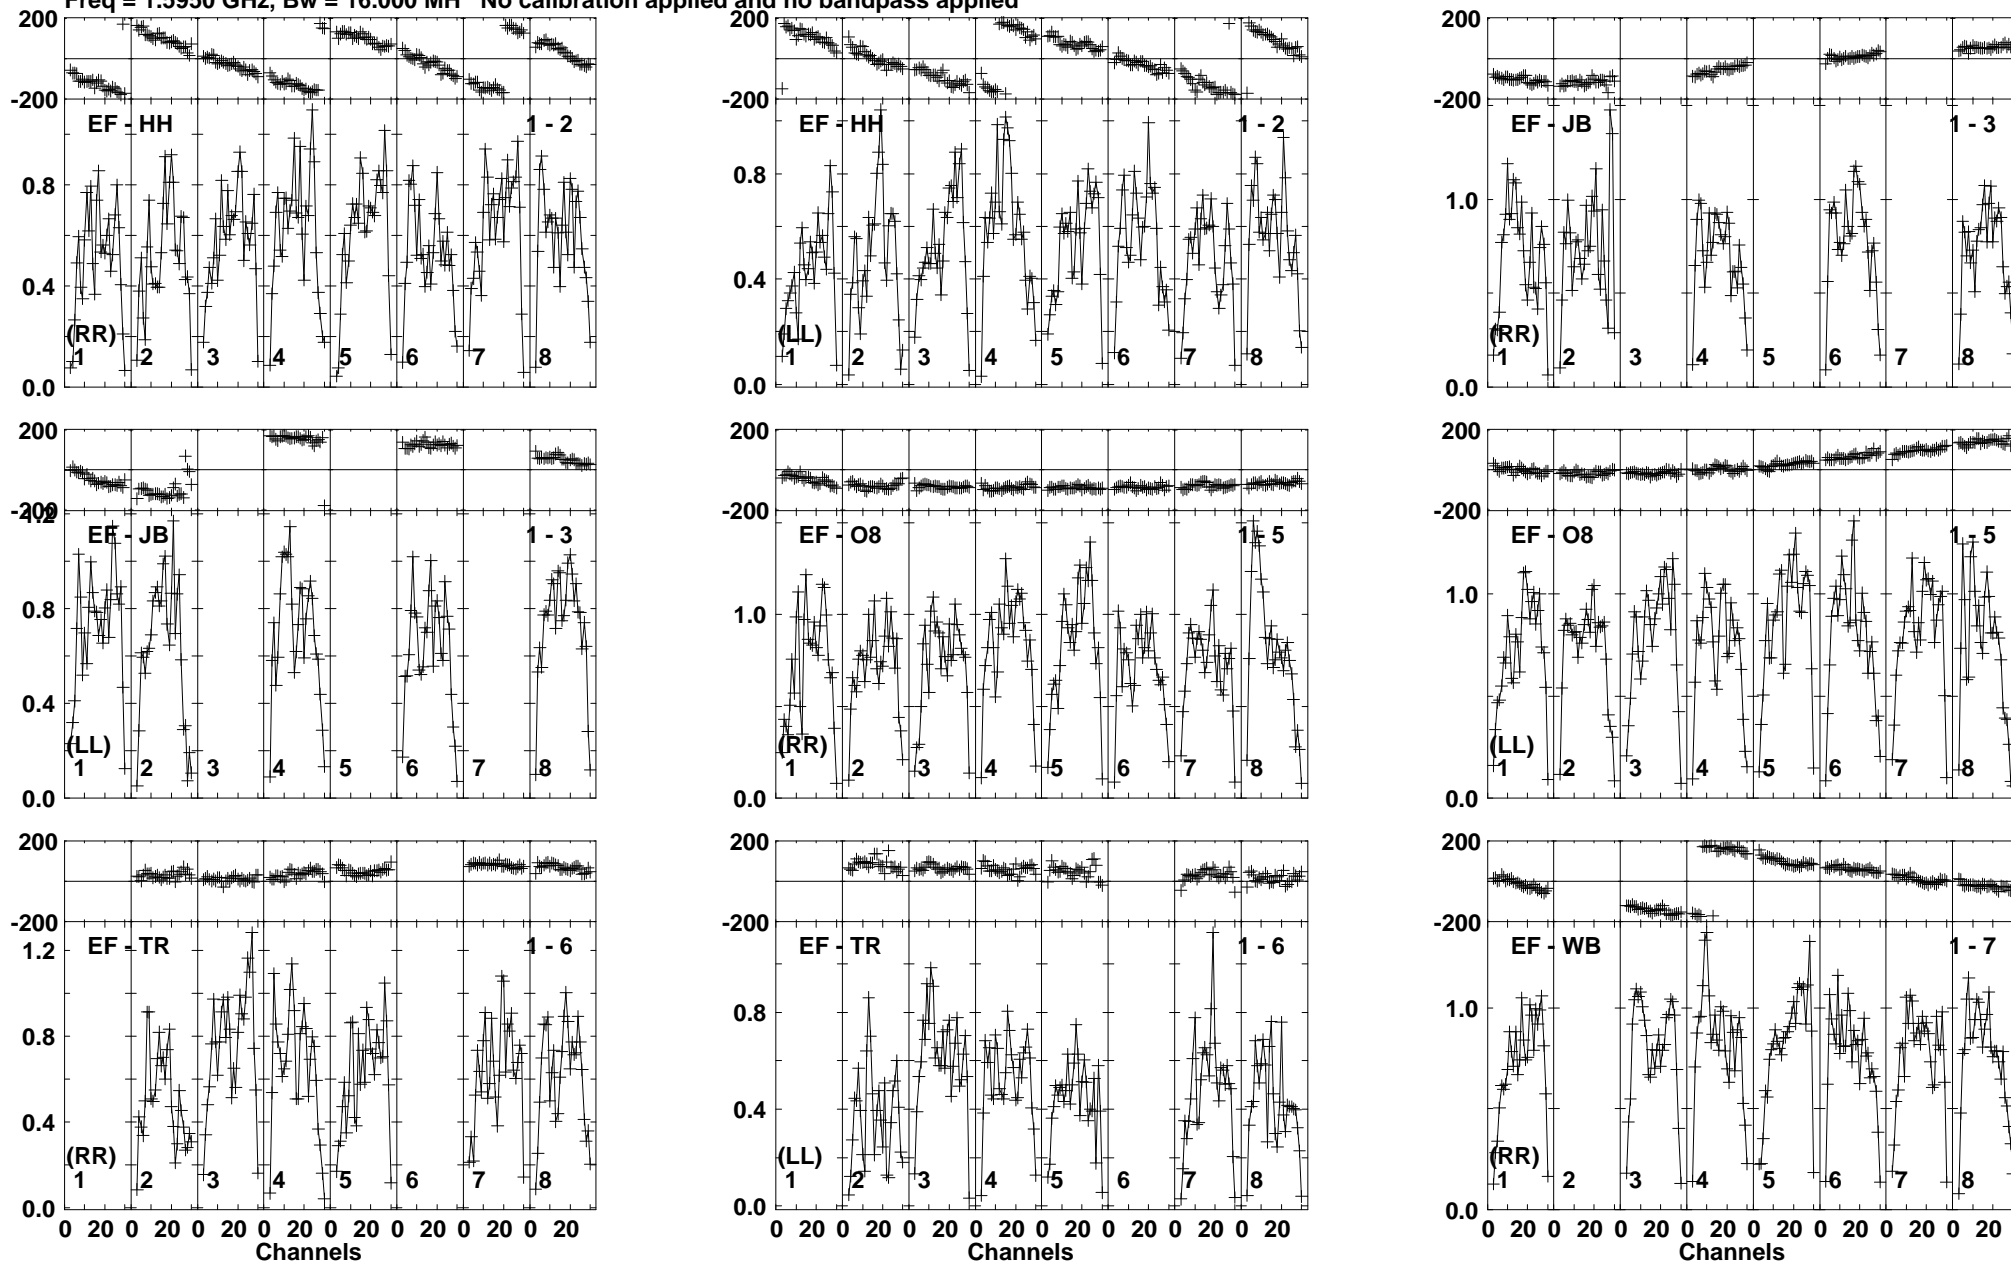 Freq = 1.5950 GHz, Bw = 16.000 MH No calibration applied and no bandpass applied
200 200 200
-200 -200 -200
EF - HH 1 - 2 EF - HH 1 - 2 EF - JB 1 - 3
0.8 0.8 1.0
0.4 0.4
(RR) (LL) (RR)
1 2 3 4 5 6 7 8 1 2 3 4 5 6 7 8 1 2 3 4 5 6 7 8
0.0 0.0 0.0
200 200 200
-200 -200 -200
1.2
EF - JB 1 - 3 EF - O8 1 - 5 EF - O8 1 - 5
0.8 1.0 1.0
0.4
(LL) (RR) (LL)
1 2 3 4 5 6 7 8 1 2 3 4 5 6 7 8 1 2 3 4 5 6 7 8
0.0 0.0 0.0
200 200 200
-200 -200 -200
EF - TR 1 - 6 EF - TR 1 - 6 EF - WB 1 - 7
1.2 0.8 1.0
0.8 0.4
0.4
(RR) (LL) (RR)
1 2 3 4 5 6 7 8 1 2 3 4 5 6 7 8 1 2 3 4 5 6 7 8
0.0 0.0 0.0
0 20 0 20 0 20 0 20 0 20 0 20 0 20 0 20 0 20 0 20 0 20 0 20 0 20 0 20 0 20 0 20 0 20 0 20 0 20 0 20 0 20 0 20 0 20 0 20
Channels Channels Channels